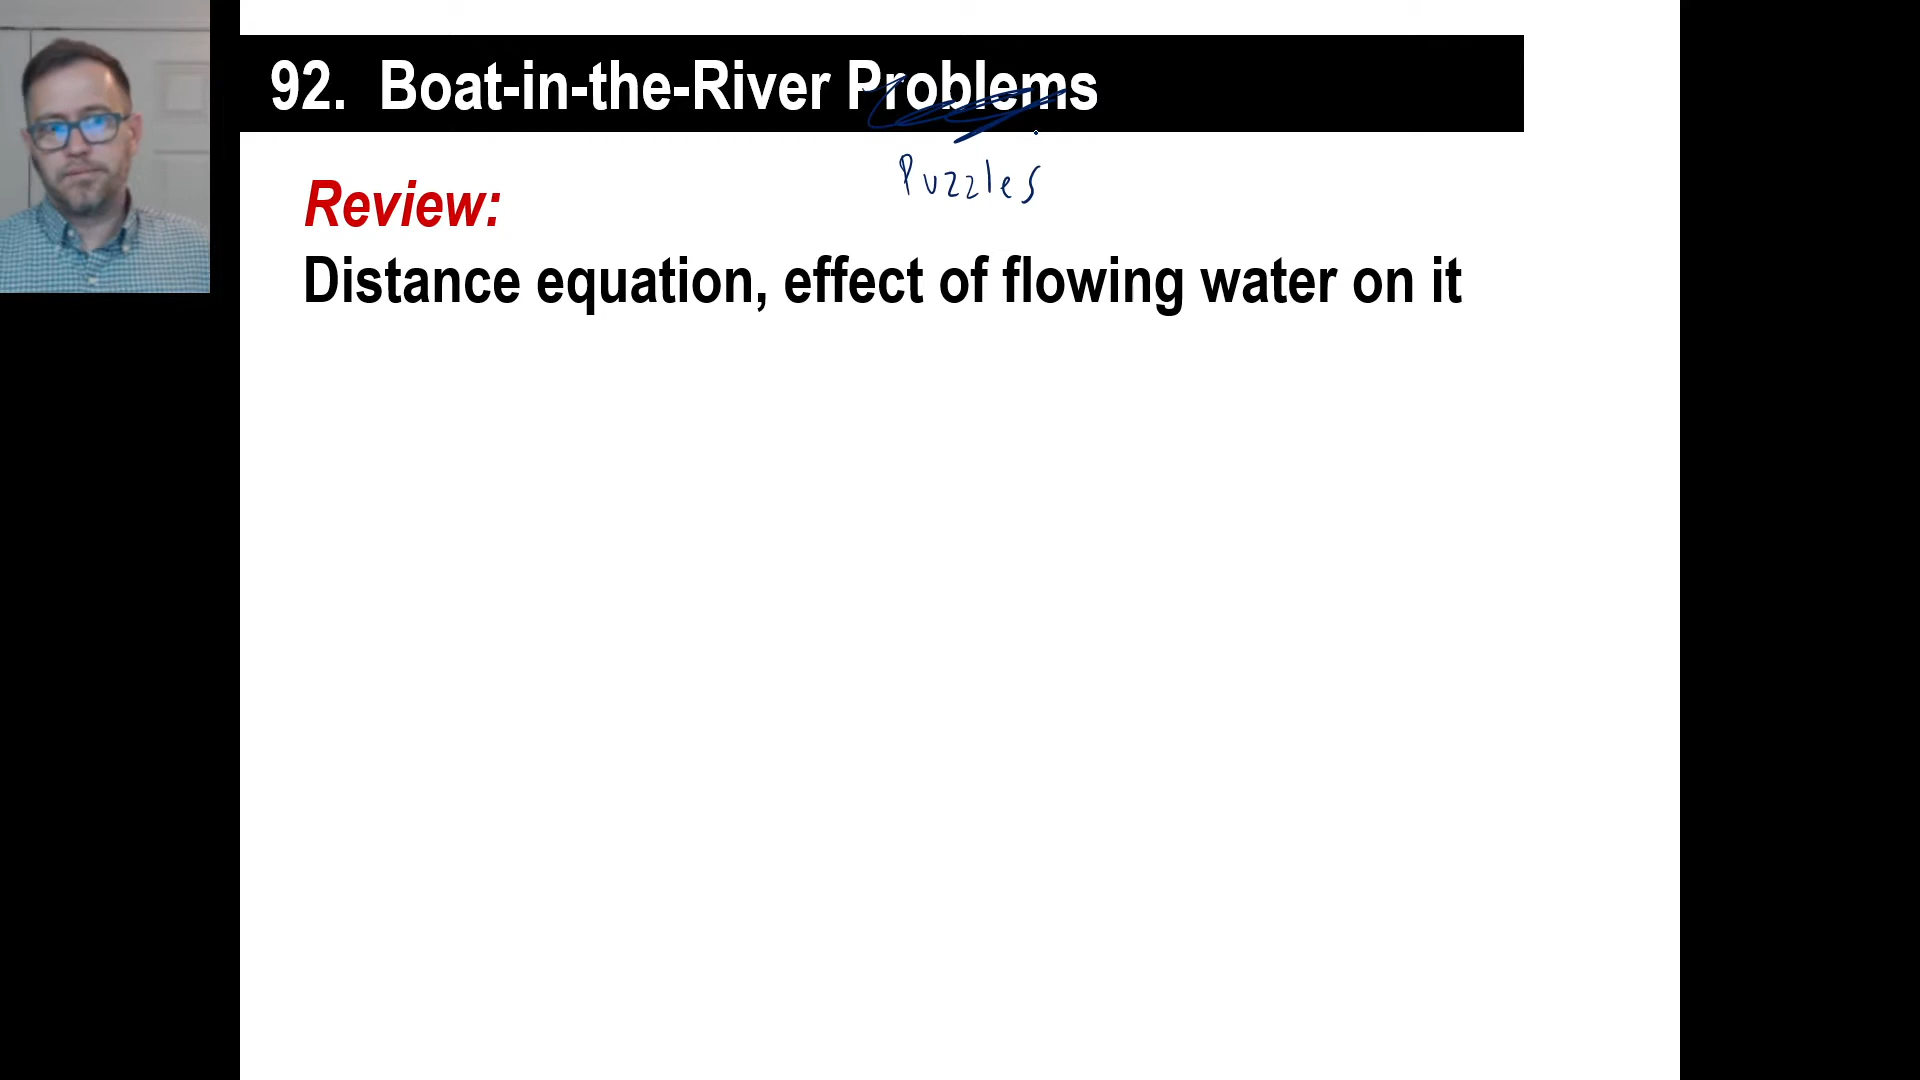 92. Boat-in-the-River Problems
Puzzles
Review:
Distance equation, effect of flowing water on it